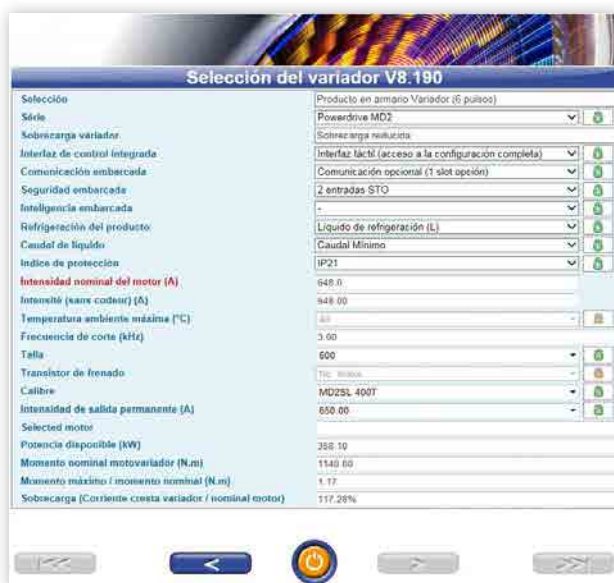 Selección del variador V8.190
Selección Producto en armario Variador (6 pulsos)
Série Powerdrive MD2
Sobrecarga variador Sobrecarga reducida
Interfaz de control integrada Interfaz táctil (acceso a la configuración completa)
Comunicación embarcada Comunicación opcional (1 slot opción)
Seguridad embarcada 2 entradas STO
Inteligencia embarcada -
Refrigeración del producto Líquido de refrigeración (L)
Caudal de líquido Caudal Mínimo
Indice de protección IP21
Intensidad nominal del motor (A) 648.0
Intensité (sans codeur) (A) 648.00
Temperatura ambiente máxima (°C) 40
Frecuencia de corte (kHz) 3.00
Talla 600
Transistor de frenado
Calibre MD2SL 400T
Intensidad de salida permanente (A) 650.00
Selected motor
Potencia disponible (kW) 358.10
Momento nominal motovariador (N.m) 1140.60
Momento máximo / momento nominal (N.m) 1.17
Sobrecarga (Corriente cresta variador / nominal motor) 117.28%
|<< < > >>|